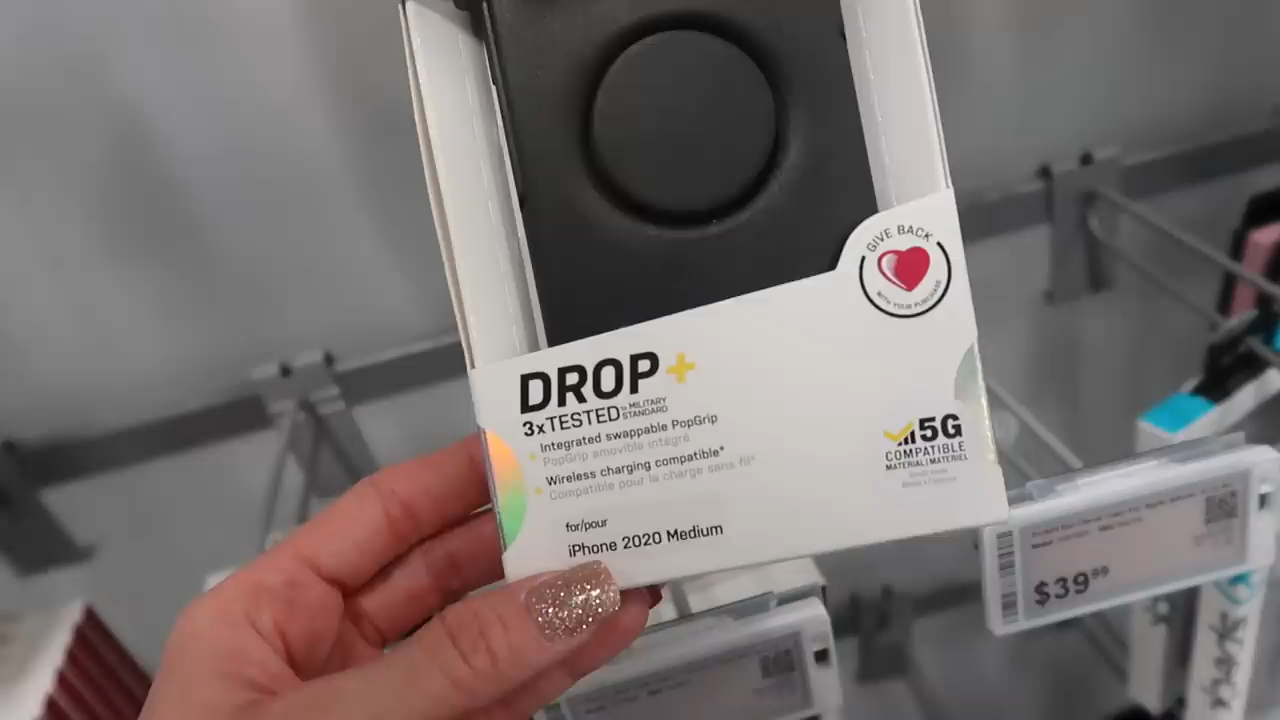 GIVE BACK
WITH YOUR PURCHASE
DROP+
3xTESTED to MILITARY STANDARD
Integrated swappable PopGrip
PopGrip amovible intégré
Wireless charging compatible*
Compatible pour la charge sans fil*
for/pour
iPhone 2020 Medium
5G
COMPATIBLE
MATERIAL | MATÉRIEL
$39.99